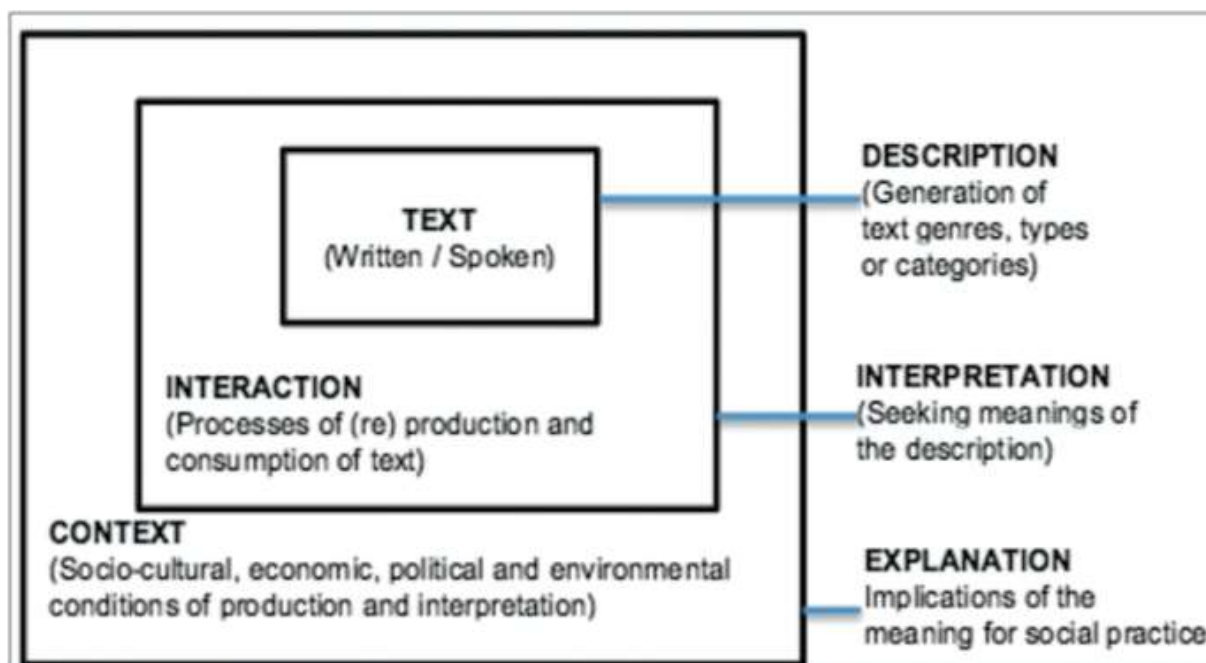 TEXT
(Written / Spoken)
INTERACTION
(Processes of (re) production and
consumption of text)
CONTEXT
(Socio-cultural, economic, political and environmental
conditions of production and interpretation)
DESCRIPTION
(Generation of
text genres, types
or categories)
INTERPRETATION
(Seeking meanings of
the description)
EXPLANATION
Implications of the
meaning for social practice